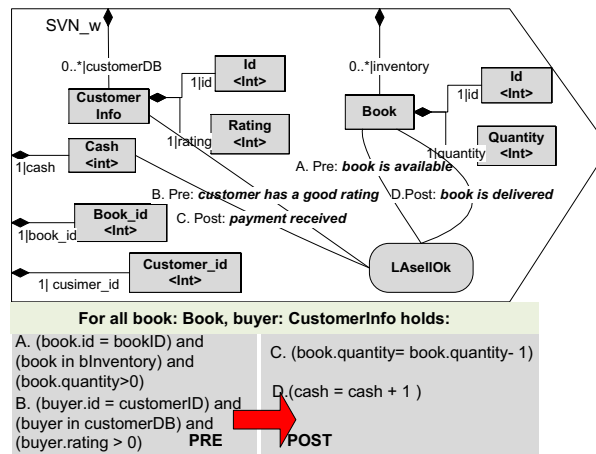 SVN_w
0..*|customerDB
0..*|inventory
Id
<Int>
1|id
Id
<Int>
1|id
Customer
Info
Book
Rating
<Int>
1|rating
Quantity
<Int>
1|quantity
Cash
<int>
1|cash
A. Pre: book is available
B. Pre: customer has a good rating
D.Post: book is delivered
C. Post: payment received
Book_id
<Int>
1|book_id
Customer_id
<Int>
1| cusimer_id
LAsellOk
For all book: Book, buyer: CustomerInfo holds:
A. (book.id = bookID) and
(book in bInventory) and
(book.quantity>0)
B. (buyer.id = customerID) and
(buyer in customerDB) and
(buyer.rating > 0)
PRE
C. (book.quantity= book.quantity- 1)
D.(cash = cash + 1 )
POST